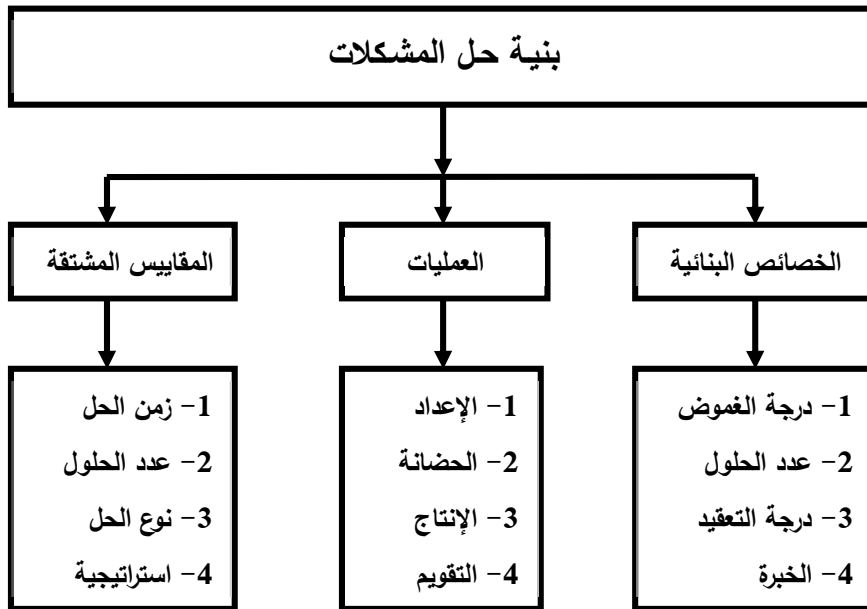 بنية حل المشكلات
الخصائص البنائية
العمليات
المقاييس المشتقة
1- درجة الغموض
2- عدد الحلول
3- درجة التعقيد
4- الخبرة
1- الإعداد
2- الحضانة
3- الإنتاج
4- التقويم
1- زمن الحل
2- عدد الحلول
3- نوع الحل
4- استراتيجية